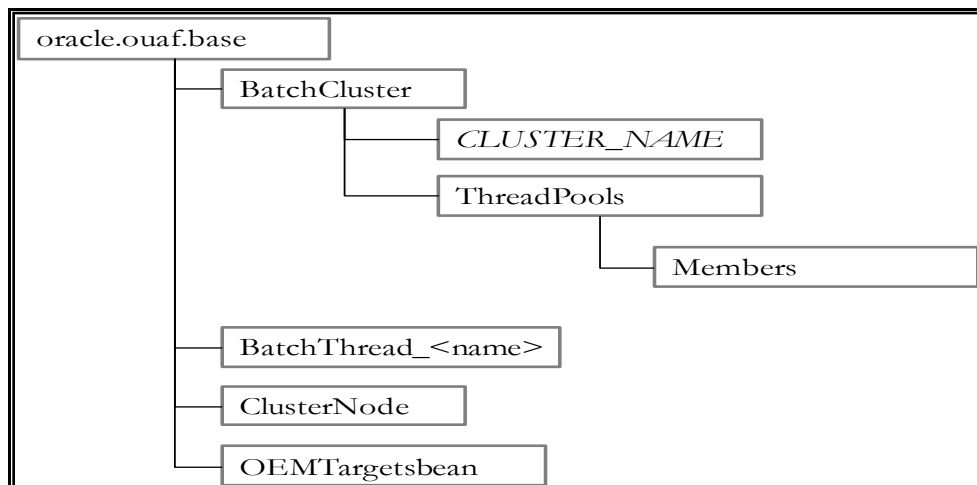 oracle.ouaf.base
BatchCluster
CLUSTER_NAME
ThreadPools
Members
BatchThread_<name>
ClusterNode
OEMTargetsbean